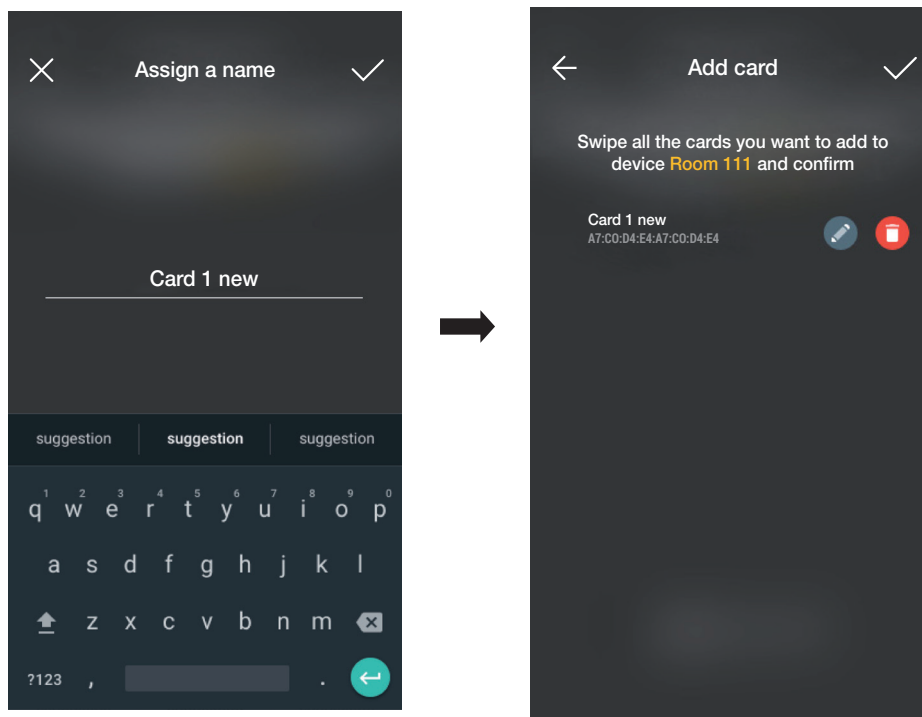 Assign a name
Card 1 new
suggestion suggestion suggestion
1 2 3 4 5 6 7 8 9 0
q w e r t y u i o p
a s d f g h j k l
z x c v b n m
?123 , .
Add card
Swipe all the cards you want to add to
device Room 111 and confirm
Card 1 new
A7:C0:D4:E4:A7:C0:D4:E4